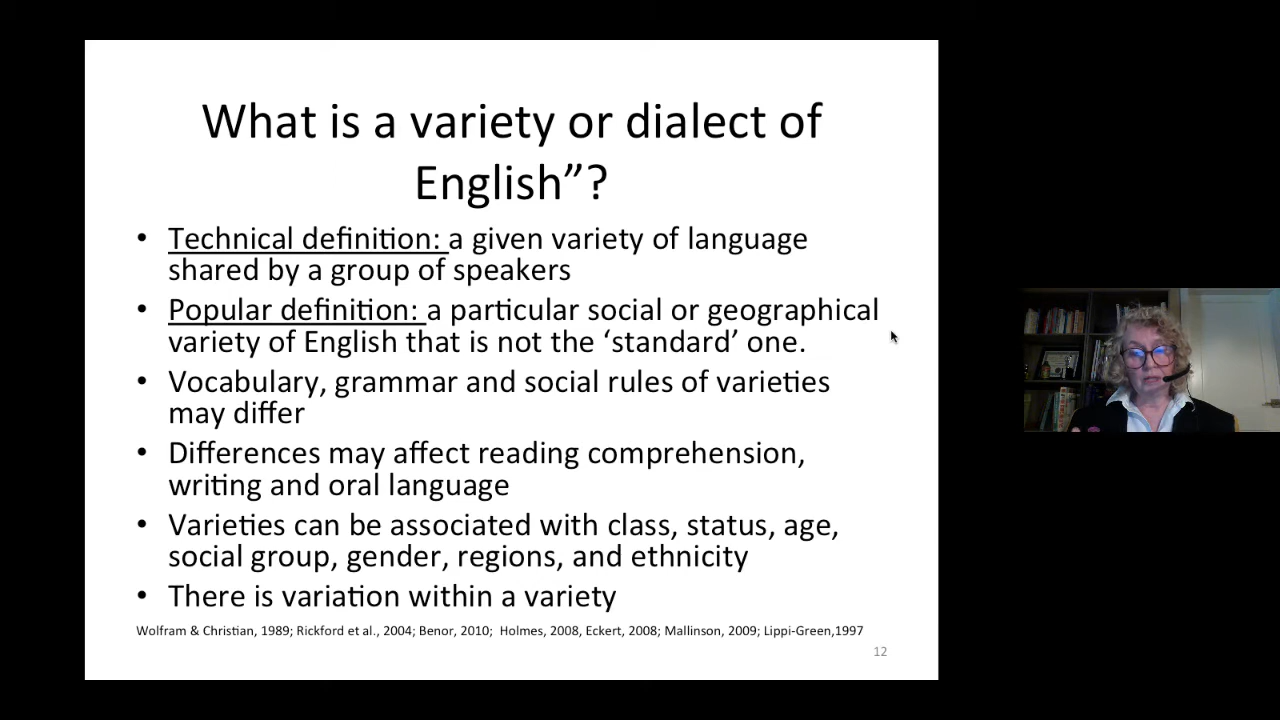 What is a variety or dialect of
English”?
• Technical definition: a given variety of language
shared by a group of speakers
• Popular definition: a particular social or geographical
variety of English that is not the ‘standard’ one.
• Vocabulary, grammar and social rules of varieties
may differ
• Differences may affect reading comprehension,
writing and oral language
• Varieties can be associated with class, status, age,
social group, gender, regions, and ethnicity
• There is variation within a variety
Wolfram & Christian, 1989; Rickford et al., 2004; Benor, 2010;  Holmes, 2008, Eckert, 2008; Mallinson, 2009; Lippi-Green,1997
12